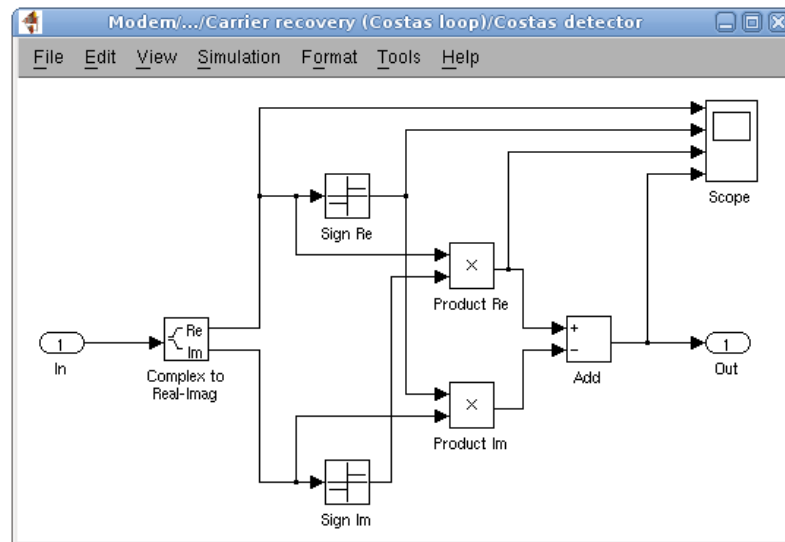 Modem/.../Carrier recovery (Costas loop)/Costas detector
File Edit View Simulation Format Tools Help
Scope
Sign Re
×
Product Re
1
In
Re
Im
Complex to
Real-Imag
+
−
Add
1
Out
×
Product Im
Sign Im